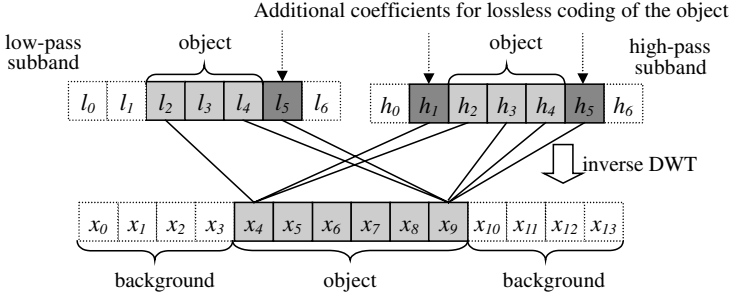 Additional coefficients for lossless coding of the object
low-pass subband
object
object
high-pass subband
l0 l1 l2 l3 l4 l5 l6
h0 h1 h2 h3 h4 h5 h6
inverse DWT
x0 x1 x2 x3 x4 x5 x6 x7 x8 x9 x10 x11 x12 x13
background
object
background